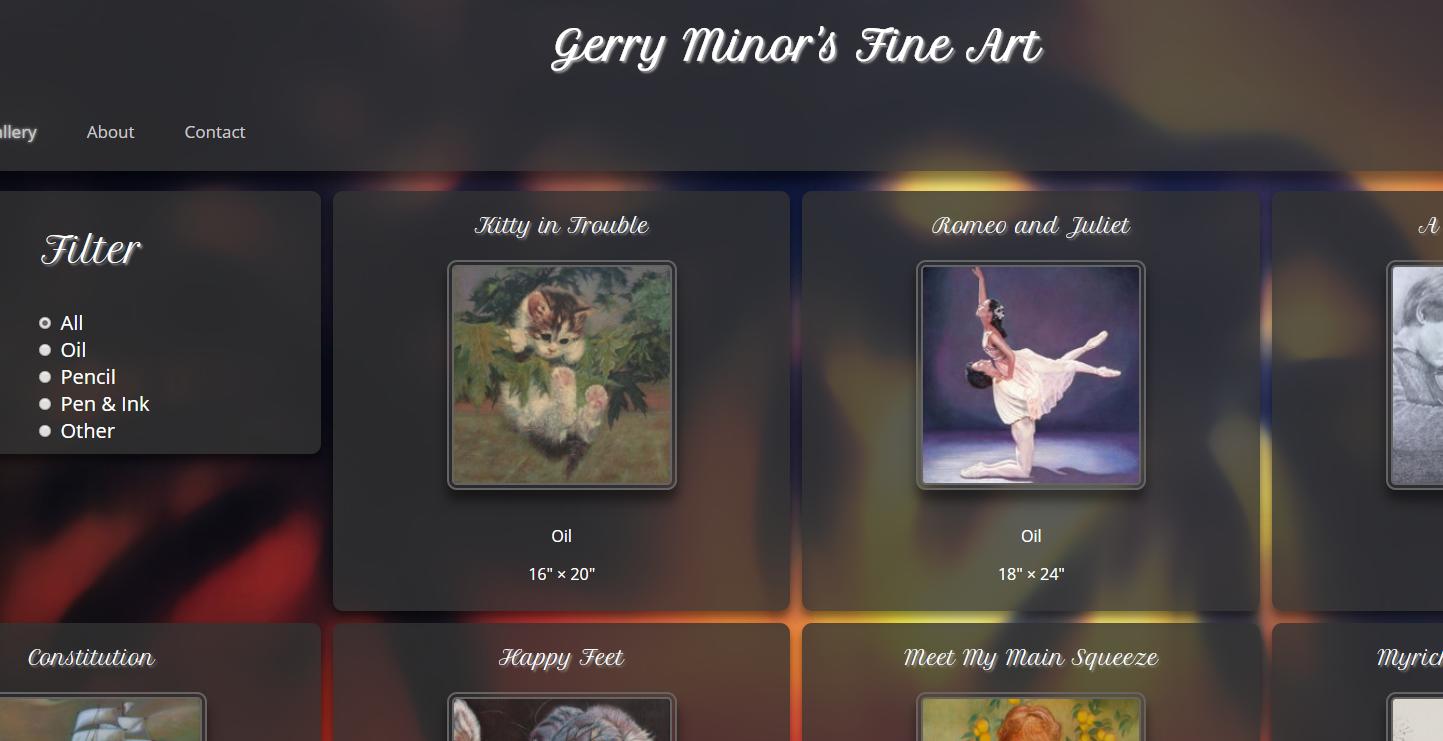 Gerry Minor's Fine Art
allery About Contact
Filter
All
Oil
Pencil
Pen & Ink
Other
Kitty in Trouble
Oil
16" × 20"
Romeo and Juliet
Oil
18" × 24"
A
Constitution
Happy Feet
Meet My Main Squeeze
Myrick